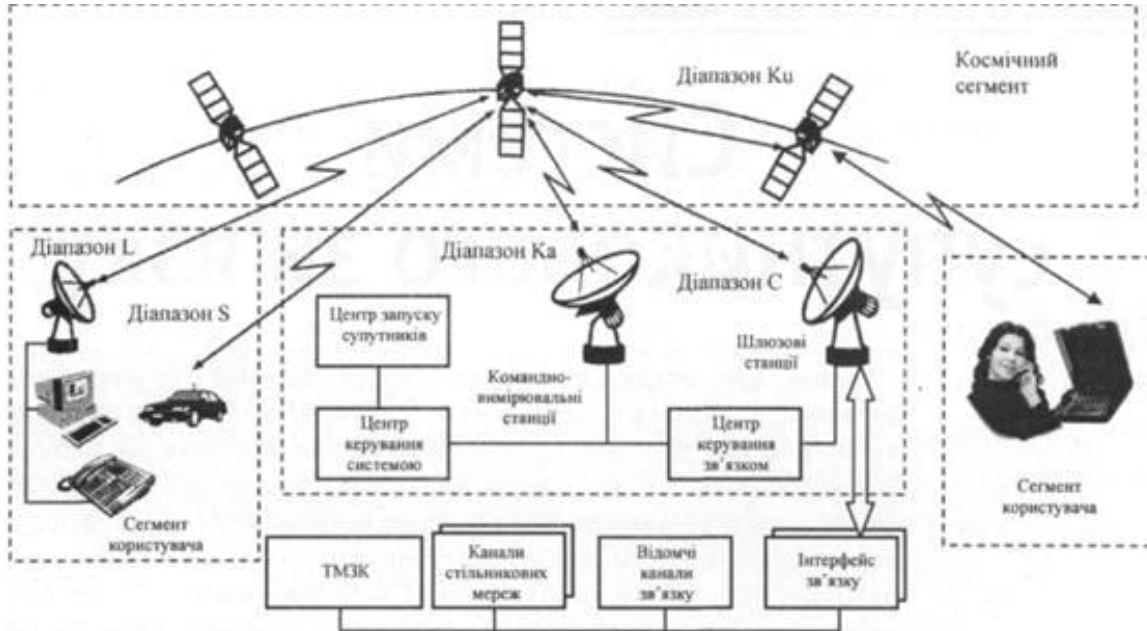 Діапазон Ku
Космічний
сегмент
Діапазон L
Діапазон S
Діапазон Ka
Діапазон C
Центр запуску
супутників
Командно-
вимірювальні
станції
Шлюзові
станції
Центр
керування
системою
Центр
керування
зв’язком
Сегмент
користувача
Сегмент
користувача
ТМЗК
Канали
стільникових
мереж
Відомчі
канали
зв’язку
Інтерфейс
зв’язку